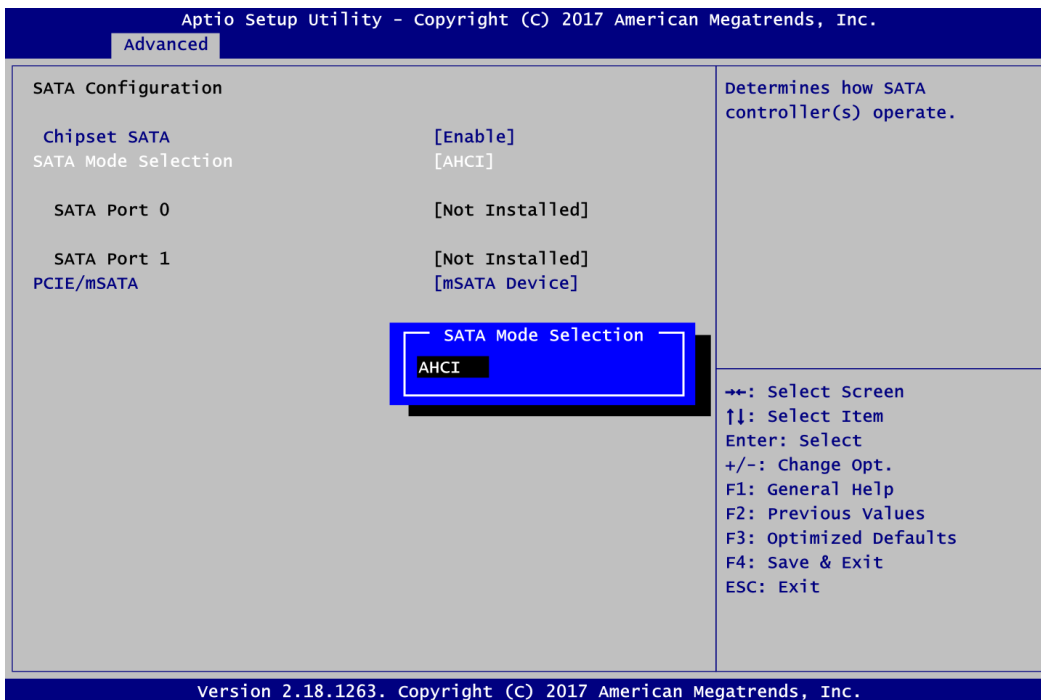 Aptio Setup Utility - Copyright (C) 2017 American Megatrends, Inc.
Advanced
SATA Configuration
Chipset SATA [Enable]
SATA Mode Selection [AHCI]
SATA Port 0 [Not Installed]
SATA Port 1 [Not Installed]
PCIE/mSATA [mSATA Device]
SATA Mode Selection
AHCI
Determines how SATA
controller(s) operate.
→←: Select Screen
↑↓: Select Item
Enter: Select
+/-: Change Opt.
F1: General Help
F2: Previous Values
F3: Optimized Defaults
F4: Save & Exit
ESC: Exit
Version 2.18.1263. Copyright (C) 2017 American Megatrends, Inc.